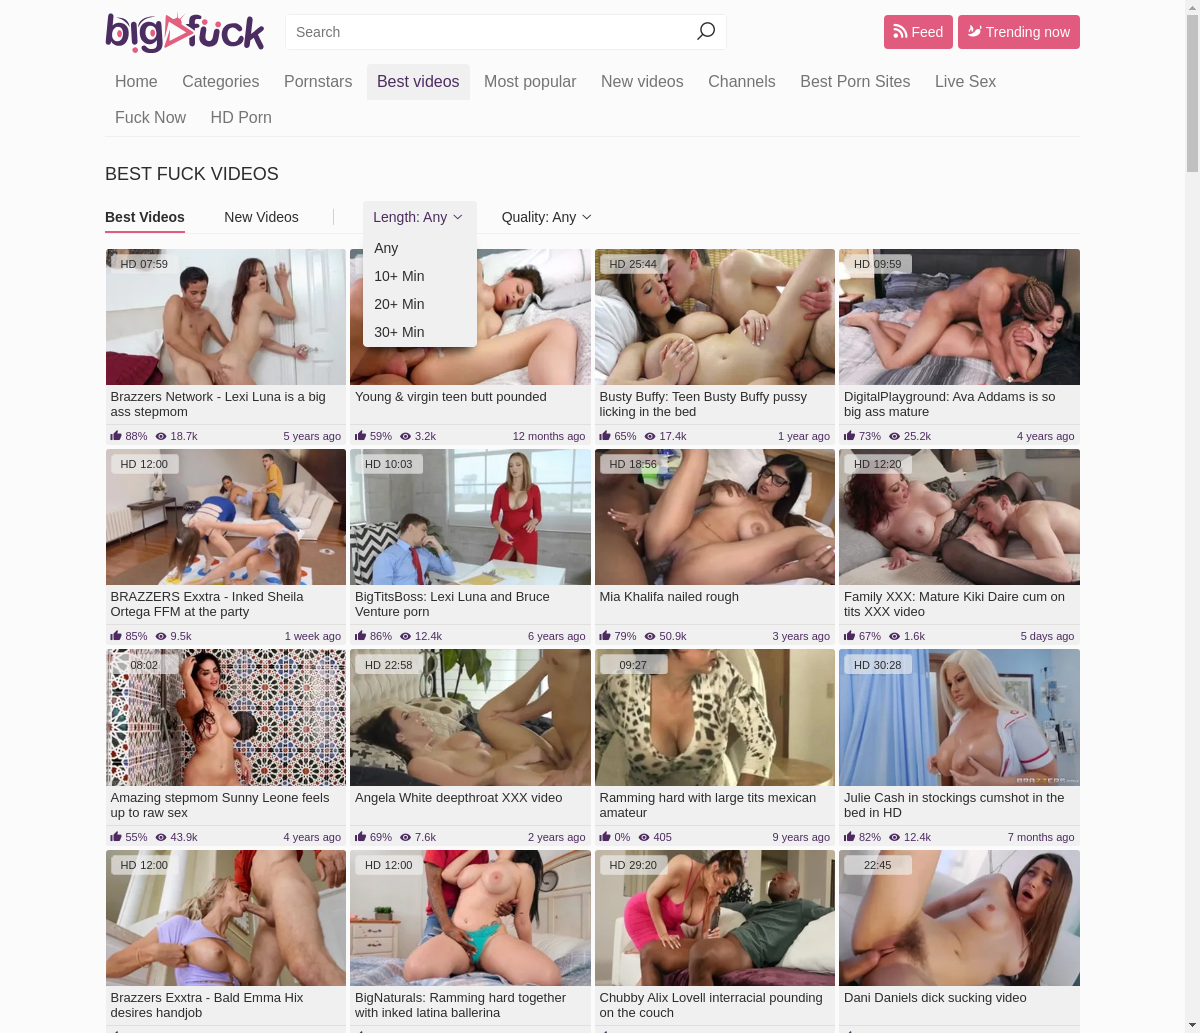 bigfuck
Search
Feed
Trending now
Home Categories Pornstars Best videos Most popular New videos Channels Best Porn Sites Live Sex
Fuck Now HD Porn
BEST FUCK VIDEOS
Best Videos New Videos Length: Any Quality: Any
Any
10+ Min
20+ Min
30+ Min
HD 07:59
Brazzers Network - Lexi Luna is a big
ass stepmom
88% 18.7k 5 years ago
Young & virgin teen butt pounded
59% 3.2k 12 months ago
HD 25:44
Busty Buffy: Teen Busty Buffy pussy
licking in the bed
65% 17.4k 1 year ago
HD 09:59
DigitalPlayground: Ava Addams is so
big ass mature
73% 25.2k 4 years ago
HD 12:00
BRAZZERS Exxtra - Inked Sheila
Ortega FFM at the party
85% 9.5k 1 week ago
HD 10:03
BigTitsBoss: Lexi Luna and Bruce
Venture porn
86% 12.4k 6 years ago
HD 18:56
Mia Khalifa nailed rough
79% 50.9k 3 years ago
HD 12:20
Family XXX: Mature Kiki Daire cum on
tits XXX video
67% 1.6k 5 days ago
08:02
Amazing stepmom Sunny Leone feels
up to raw sex
55% 43.9k 4 years ago
HD 22:58
Angela White deepthroat XXX video
69% 7.6k 2 years ago
09:27
Ramming hard with large tits mexican
amateur
0% 405 9 years ago
HD 30:28
BRAZZERS
Julie Cash in stockings cumshot in the
bed in HD
82% 12.4k 7 months ago
HD 12:00
Brazzers Exxtra - Bald Emma Hix
desires handjob
HD 12:00
BigNaturals: Ramming hard together
with inked latina ballerina
HD 29:20
Chubby Alix Lovell interracial pounding
on the couch
22:45
Dani Daniels dick sucking video